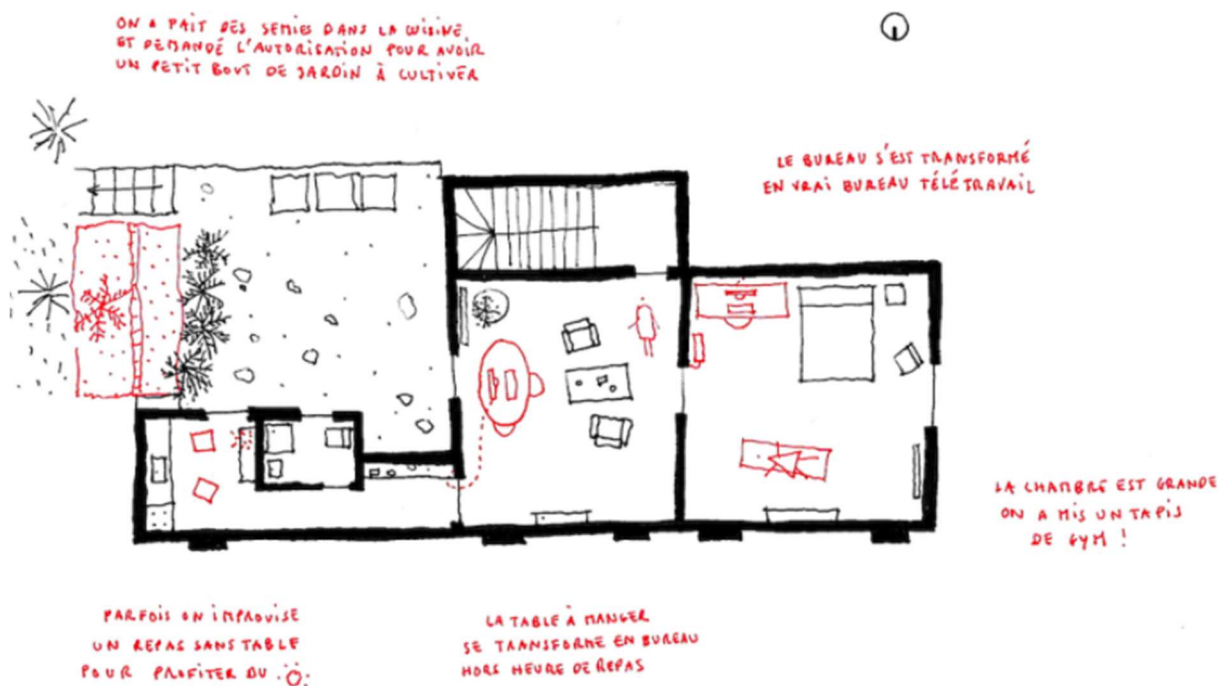 ON A FAIT DES SEMIES DANS LA CUISINE
ET DEMANDÉ L'AUTORISATION POUR AVOIR
UN PETIT BOUT DE JARDIN À CULTIVER
LE BUREAU S'EST TRANSFORMÉ
EN VRAI BUREAU TÉLÉTRAVAIL
LA CHAMBRE EST GRANDE
ON A MIS UN TAPIS
DE GYM !
PARFOIS ON IMPROVISE
UN REPAS SANS TABLE
POUR PROFITER DU
LA TABLE À MANGER
SE TRANSFORME EN BUREAU
HORS HEURE DE REPAS